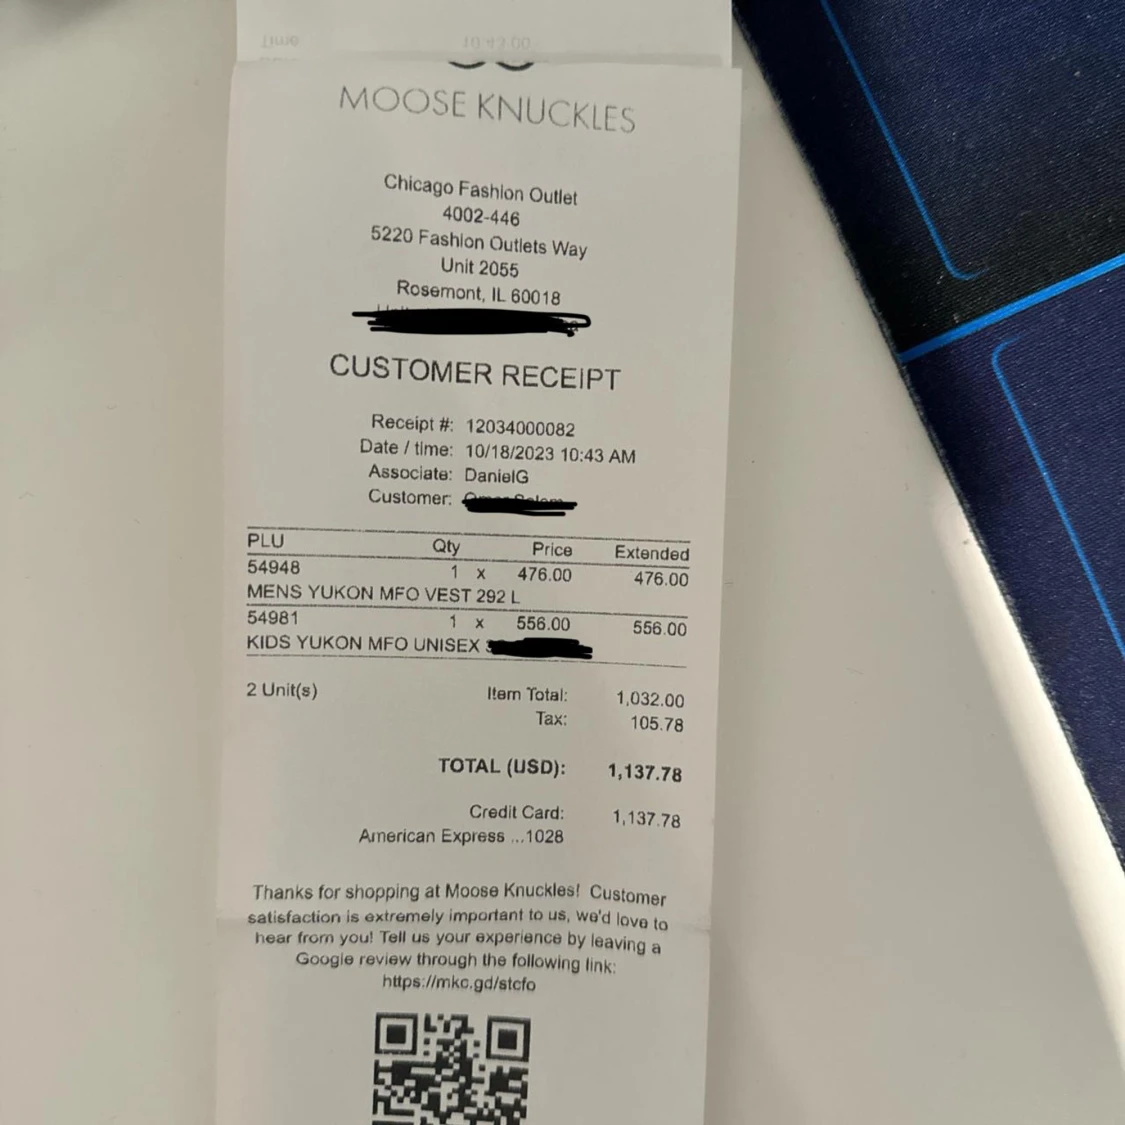 Time 10:43:00
MOOSE KNUCKLES
Chicago Fashion Outlet
4002-446
5220 Fashion Outlets Way
Unit 2055
Rosemont, IL 60018
CUSTOMER RECEIPT
Receipt #: 12034000082
Date / time: 10/18/2023 10:43 AM
Associate: DanielG
Customer:
PLU Qty Price Extended
54948 1 x 476.00 476.00
MENS YUKON MFO VEST 292 L
54981 1 x 556.00 556.00
KIDS YUKON MFO UNISEX
2 Unit(s) Item Total: 1,032.00
Tax: 105.78
TOTAL (USD): 1,137.78
Credit Card: 1,137.78
American Express ...1028
Thanks for shopping at Moose Knuckles! Customer
satisfaction is extremely important to us, we'd love to
hear from you! Tell us your experience by leaving a
Google review through the following link:
https://mkc.gd/stcfo